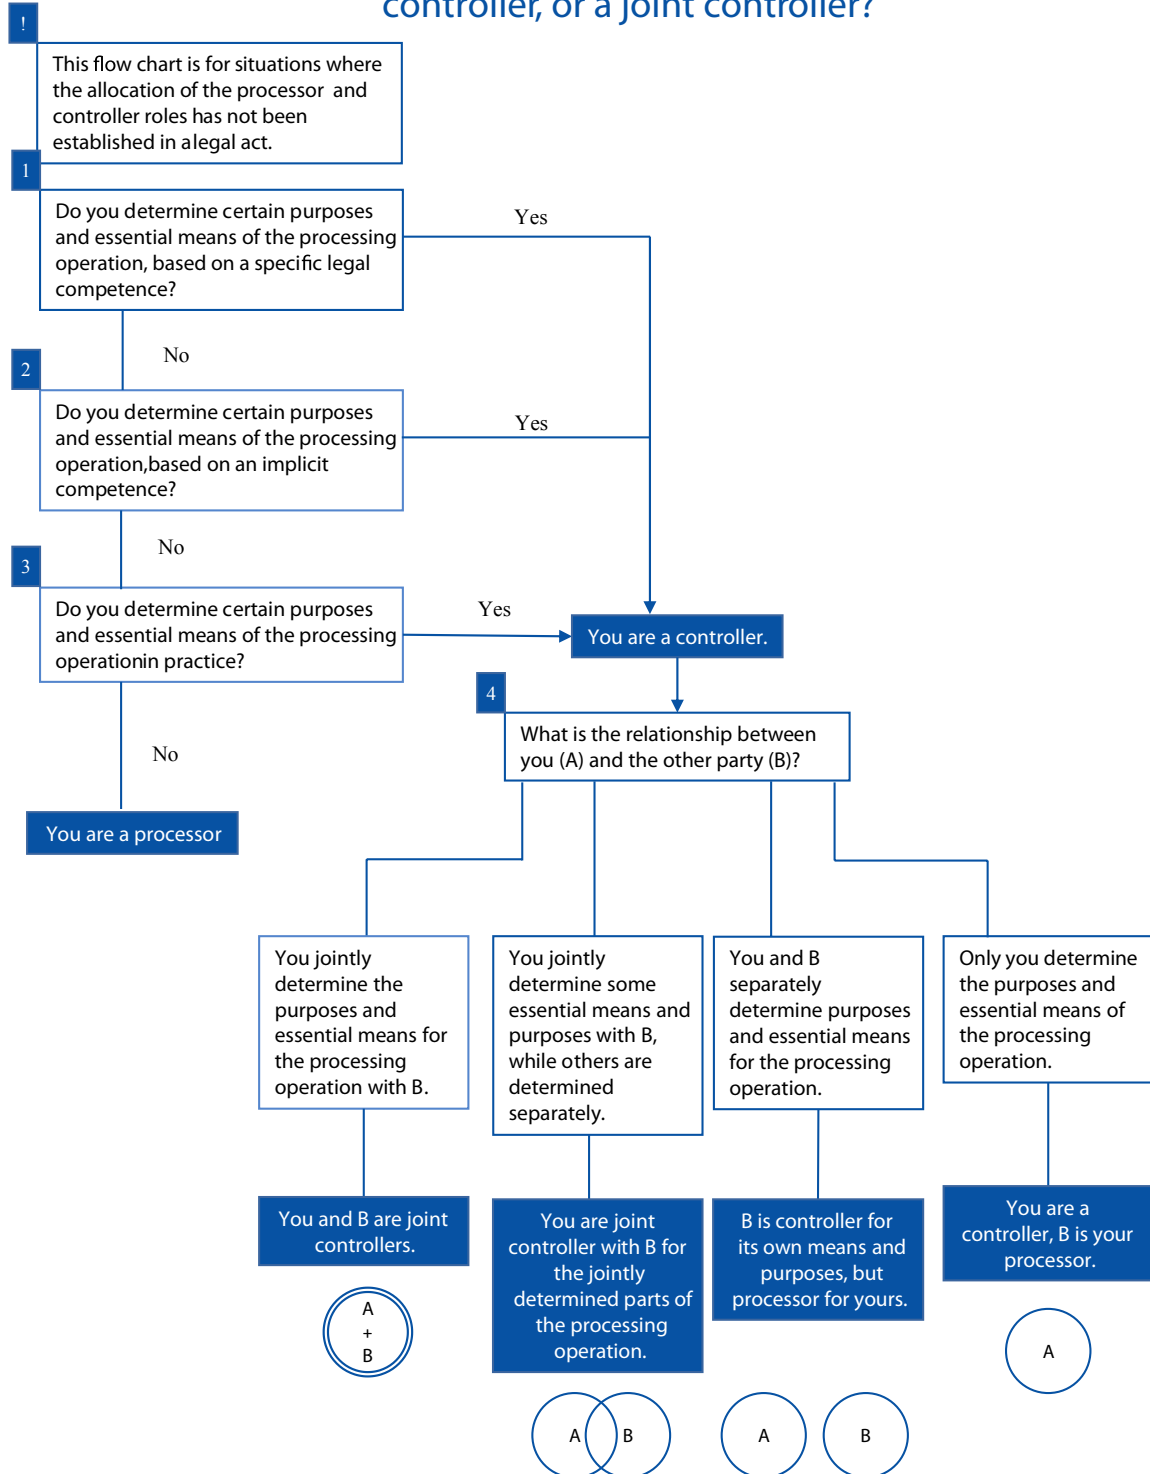 controller, or a joint controller?
!
This flow chart is for situations where
the allocation of the processor and
controller roles has not been
established in alegal act.
1
Do you determine certain purposes
and essential means of the processing
operation, based on a specific legal
competence?
Yes
No
2
Do you determine certain purposes
and essential means of the processing
operation,based on an implicit
competence?
Yes
No
3
Do you determine certain purposes
and essential means of the processing
operationin practice?
Yes
You are a controller.
No
You are a processor
4
What is the relationship between
you (A) and the other party (B)?
You jointly
determine the
purposes and
essential means for
the processing
operation with B.
You jointly
determine some
essential means and
purposes with B,
while others are
determined
separately.
You and B
separately
determine purposes
and essential means
for the processing
operation.
Only you determine
the purposes and
essential means of
the processing
operation.
You and B are joint
controllers.
You are joint
controller with B for
the jointly
determined parts of
the processing
operation.
B is controller for
its own means and
purposes, but
processor for yours.
You are a
controller, B is your
processor.
A
+
B
A B
A
B
A